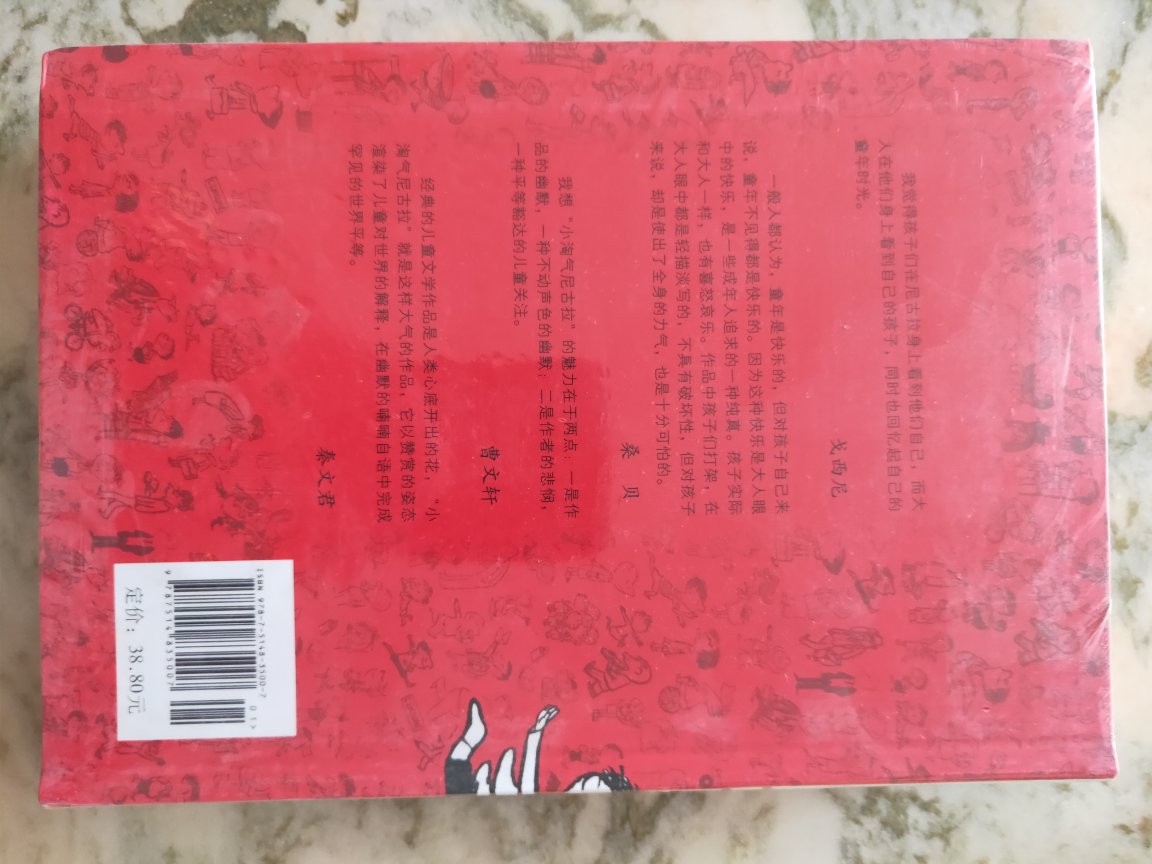 我觉得孩子们在尼古拉身上看到他们自己，而大
人在他们身上看到自己的孩子，同时也回忆起自己的
童年时光。
戈西尼
一般人都认为，童年是快乐的，但对孩子自己来
说，童年不见得都是快乐的。因为这种快乐是大人眼
中的快乐，是一些成年人追求的一种纯真。孩子实际
和大人一样，也有喜怒哀乐。作品中孩子们打架，在
大人眼中都是轻描淡写的，不具有破坏性，但对孩子
来说，却是使出了全身的力气，也是十分可怕的。
桑 贝
我想“小淘气尼古拉”的魅力在于两点：一是作
品的幽默，一种不动声色的幽默；二是作者的悲悯，
一种平等豁达的儿童关注。
曹文轩
经典的儿童文学作品是人类心底开出的花，“小
淘气尼古拉”就是这样大气的作品，它以赞赏的姿态
渲染了儿童对世界的解释，在幽默的喃喃自语中完成
罕见的世界平等。
秦文君
ISBN 978-7-5148-3500-7
01>
9 787514 835007
定价：38.80元